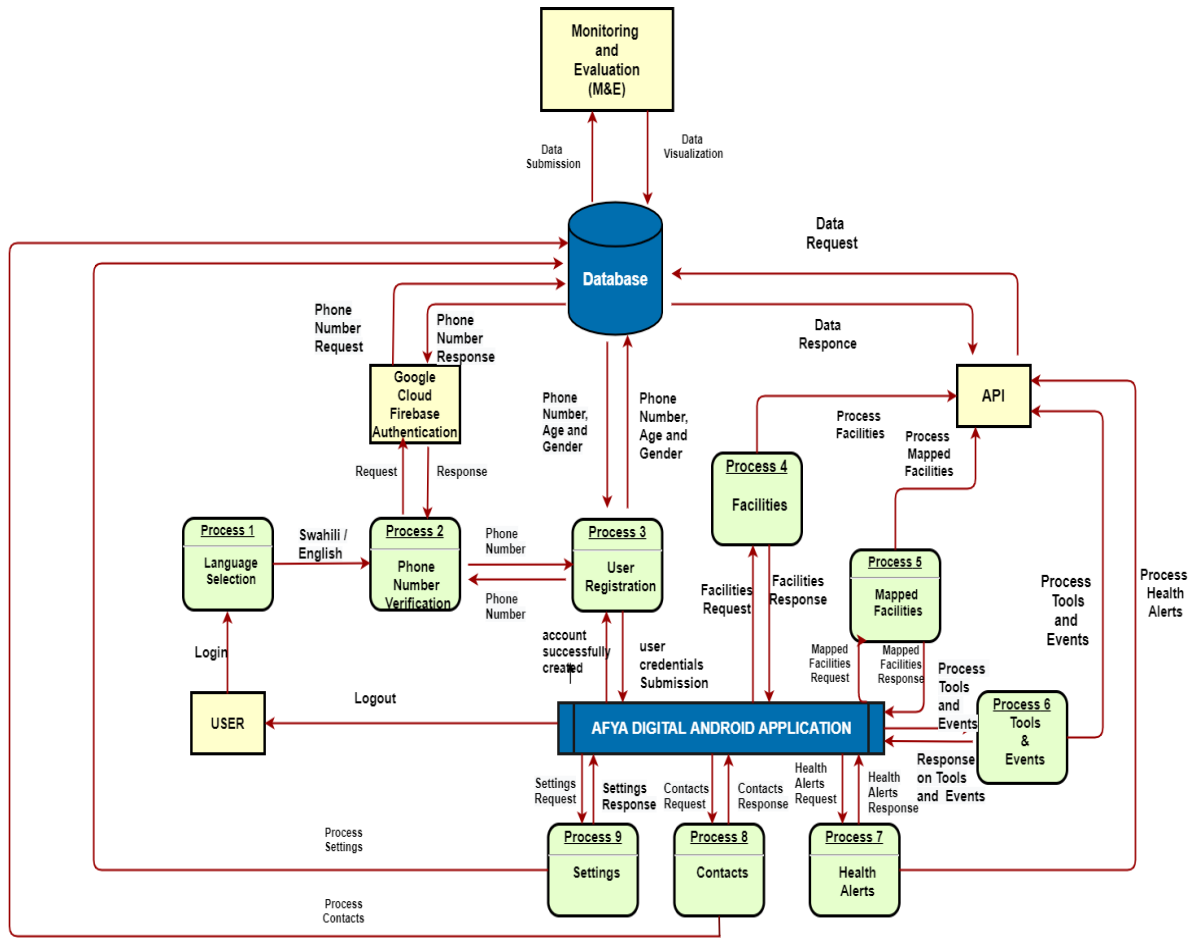 Monitoring
and
Evaluation
(M&E)
Data
Submission
Data
Visualization
Database
Data
Request
Phone
Number
Request
Phone
Number
Response
Data
Responce
Google
Cloud
Firebase
Authentication
API
Phone
Number,
Age and
Gender
Phone
Number,
Age and
Gender
Process
Facilities
Process
Mapped
Facilities
Request
Response
Process 4
Facilities
Process 1
Language
Selection
Swahili /
English
Process 2
Phone
Number
Verification
Phone
Number
Phone
Number
Process 3
User
Registration
Process 5
Mapped
Facilities
Facilities
Request
Facilities
Response
Process
Tools
and
Events
Process
Health
Alerts
Login
account
successfully
created
user
credentials
Submission
Mapped
Facilities
Request
Mapped
Facilities
Response
Process
Tools
and
Events
USER
Logout
AFYA DIGITAL ANDROID APPLICATION
Process 6
Tools
&
Events
Response
on Tools
and Events
Settings
Request
Settings
Response
Contacts
Request
Contacts
Response
Health
Alerts
Request
Health
Alerts
Response
Process
Settings
Process 9
Settings
Process 8
Contacts
Process 7
Health
Alerts
Process
Contacts